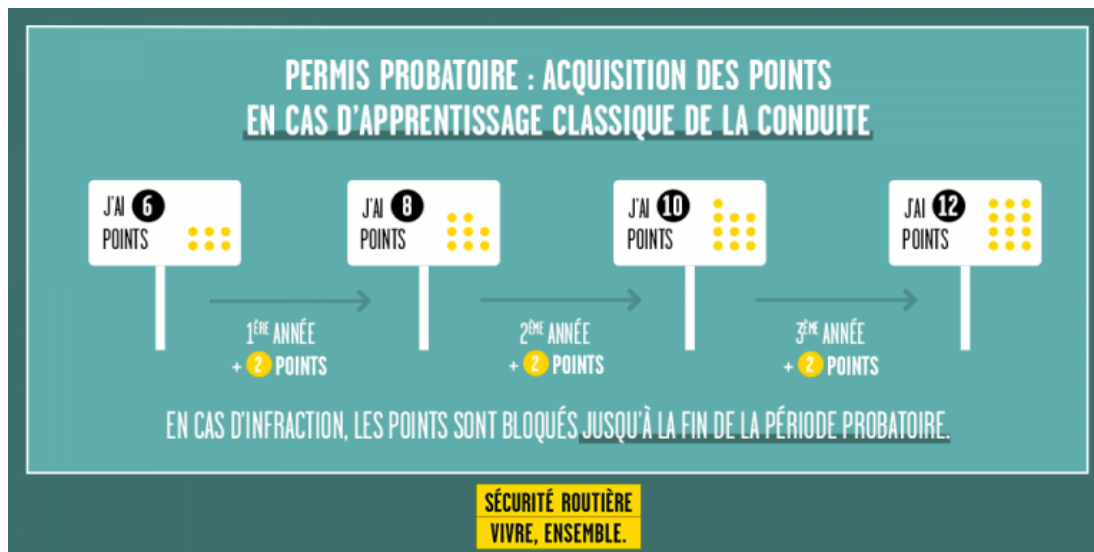 PERMIS PROBATOIRE : ACQUISITION DES POINTS
EN CAS D'APPRENTISSAGE CLASSIQUE DE LA CONDUITE
J'AI 6
POINTS
J'AI 8
POINTS
J'AI 10
POINTS
J'AI 12
POINTS
1ÈRE ANNÉE
+ 2 POINTS
2ÈME ANNÉE
+ 2 POINTS
3ÈME ANNÉE
+ 2 POINTS
EN CAS D'INFRACTION, LES POINTS SONT BLOQUÉS JUSQU'À LA FIN DE LA PÉRIODE PROBATOIRE.
SÉCURITÉ ROUTIÈRE
VIVRE, ENSEMBLE.